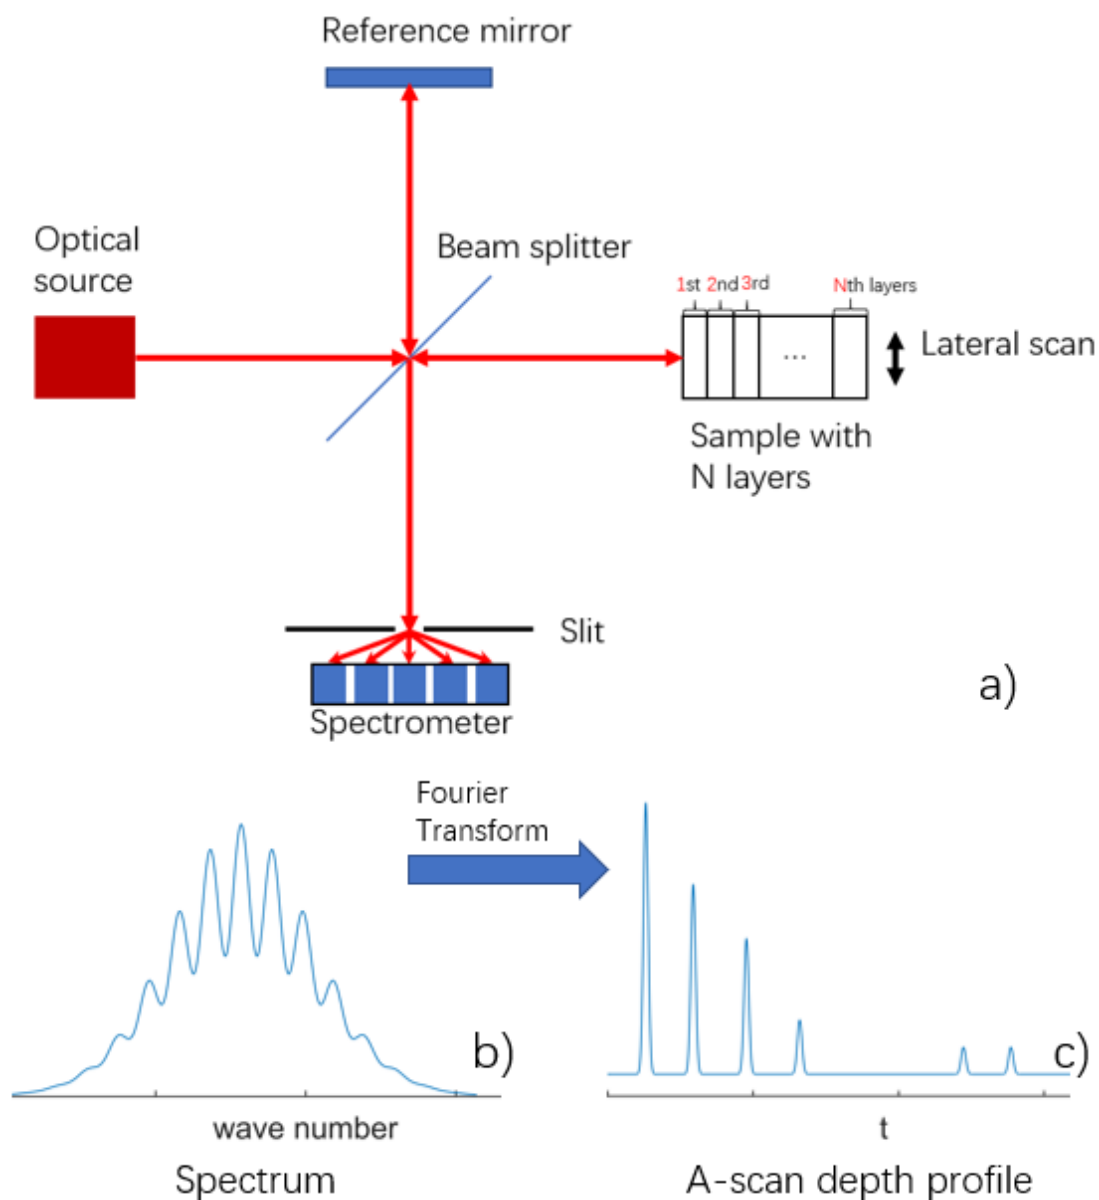 Reference mirror
Optical
source
Beam splitter
1st 2nd 3rd
Nth layers
...
Lateral scan
Sample with
N layers
Slit
Spectrometer
a)
Fourier
Transform
b)
c)
wave number
t
Spectrum
A-scan depth profile